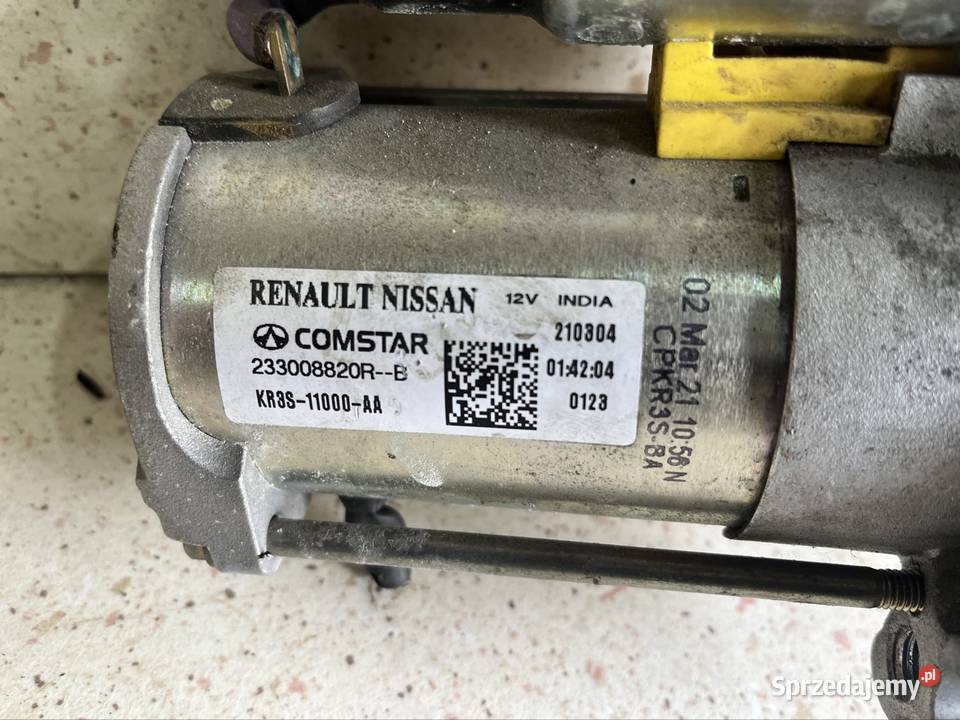 RENAULT NISSAN 12V INDIA
COMSTAR 210304
233008820R--B 01:42:04
KR3S-11000-AA 0123
02 Mar 21 10:56 N
CPKR3S-BA
Sprzedajemy.pl